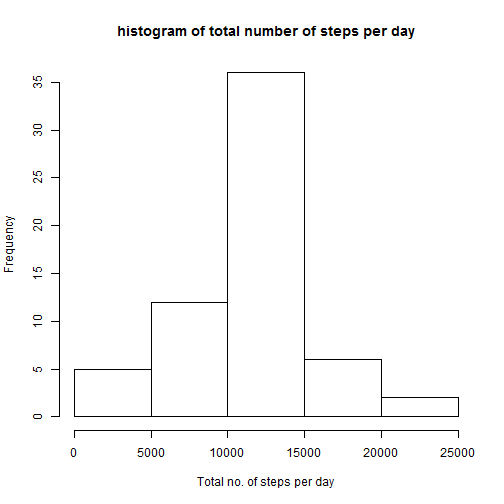 histogram of total number of steps per day
Frequency
35
30
25
20
15
10
5
0
0 5000 10000 15000 20000 25000
Total no. of steps per day